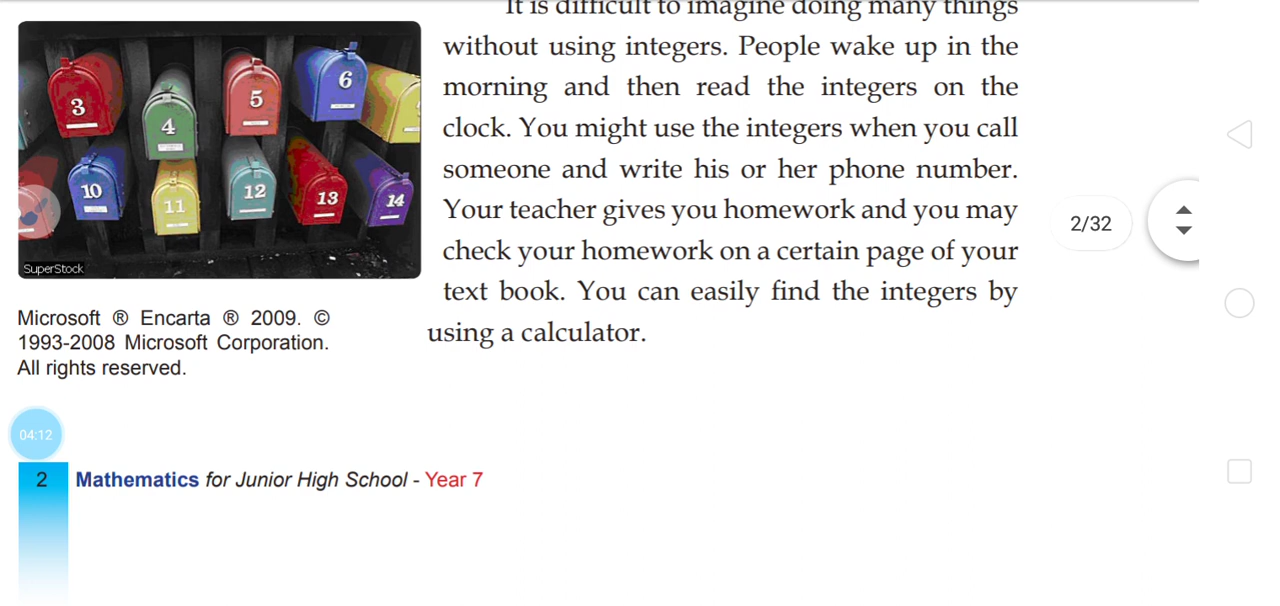 It is difficult to imagine doing many things
without using integers. People wake up in the
morning and then read the integers on the
clock. You might use the integers when you call
someone and write his or her phone number.
Your teacher gives you homework and you may
check your homework on a certain page of your
text book. You can easily find the integers by
using a calculator.
3
4
5
6
10
11
12
13
14
SuperStock
Microsoft ® Encarta ® 2009. ©
1993-2008 Microsoft Corporation.
All rights reserved.
2/32
04:12
2 Mathematics for Junior High School - Year 7